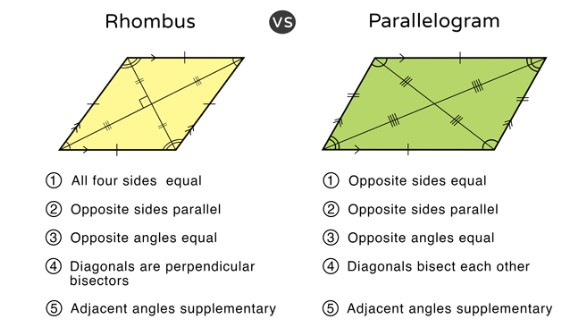 Rhombus VS Parallelogram
① All four sides equal
② Opposite sides parallel
③ Opposite angles equal
④ Diagonals are perpendicular
bisectors
⑤ Adjacent angles supplementary
① Opposite sides equal
② Opposite sides parallel
③ Opposite angles equal
④ Diagonals bisect each other
⑤ Adjacent angles supplementary